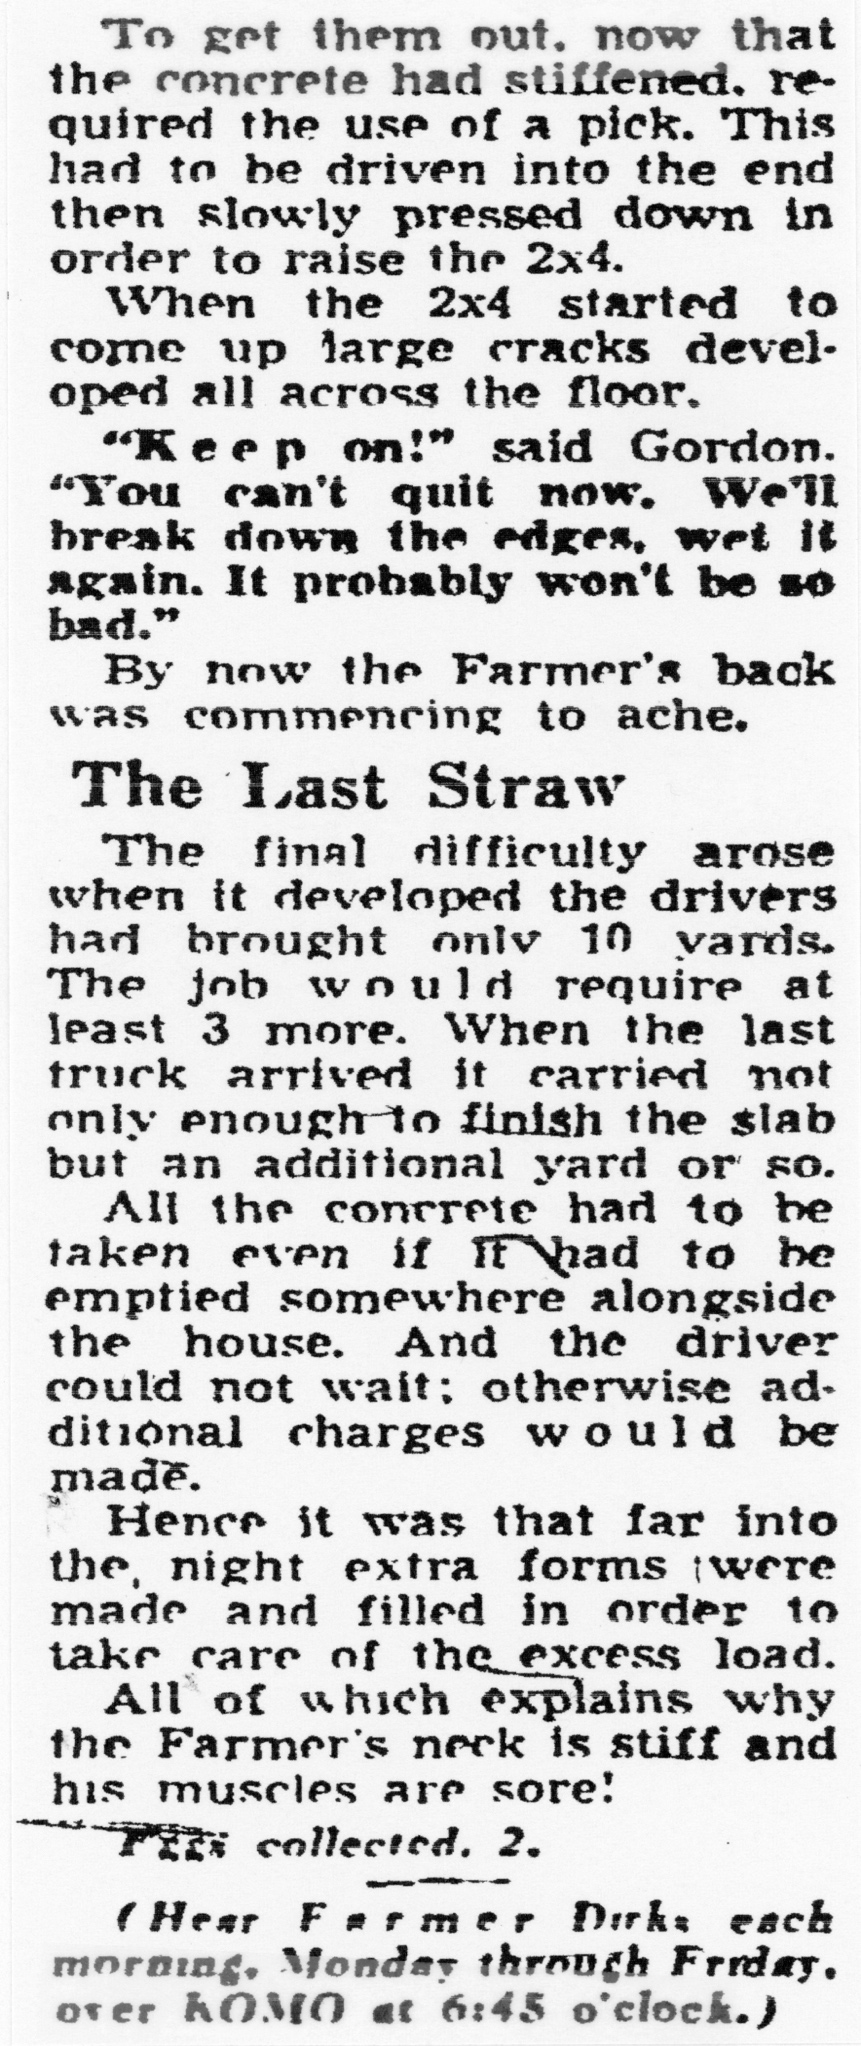 To get them out, now that
the concrete had stiffened, re-
quired the use of a pick. This
had to be driven into the end
then slowly pressed down in
order to raise the 2x4.
When the 2x4 started to
come up large cracks devel-
oped all across the floor.
"Keep on!" said Gordon.
"You can't quit now. We'll
break down the edges, wet it
again. It probably won't be so
bad."
By now the Farmer's back
was commencing to ache.
The Last Straw
The final difficulty arose
when it developed the drivers
had brought only 10 yards.
The job would require at
least 3 more. When the last
truck arrived it carried not
only enough to finish the slab
but an additional yard or so.
All the concrete had to be
taken even if it had to be
emptied somewhere alongside
the house. And the driver
could not wait; otherwise ad-
ditional charges would be
made.
Hence it was that far into
the night extra forms were
made and filled in order to
take care of the excess load.
All of which explains why
the Farmer's neck is stiff and
his muscles are sore!
Eggs collected, 2.
(Hear Farmer Dirks each
morning, Monday through Friday,
over KOMO at 6:45 o'clock.)